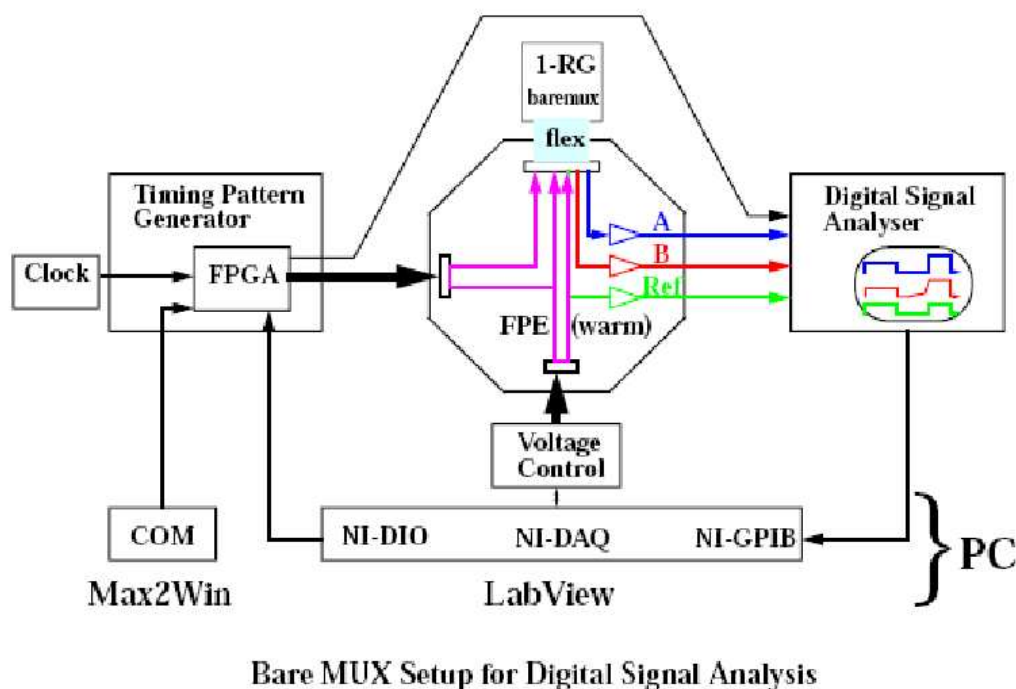 1-RG
baremux
flex
Timing Pattern
Generator
Digital Signal
Analyser
A
Clock
FPGA
B
Ref
FPE (warm)
Voltage
Control
COM
NI-DIO NI-DAQ NI-GPIB
PC
Max2Win LabView
Bare MUX Setup for Digital Signal Analysis